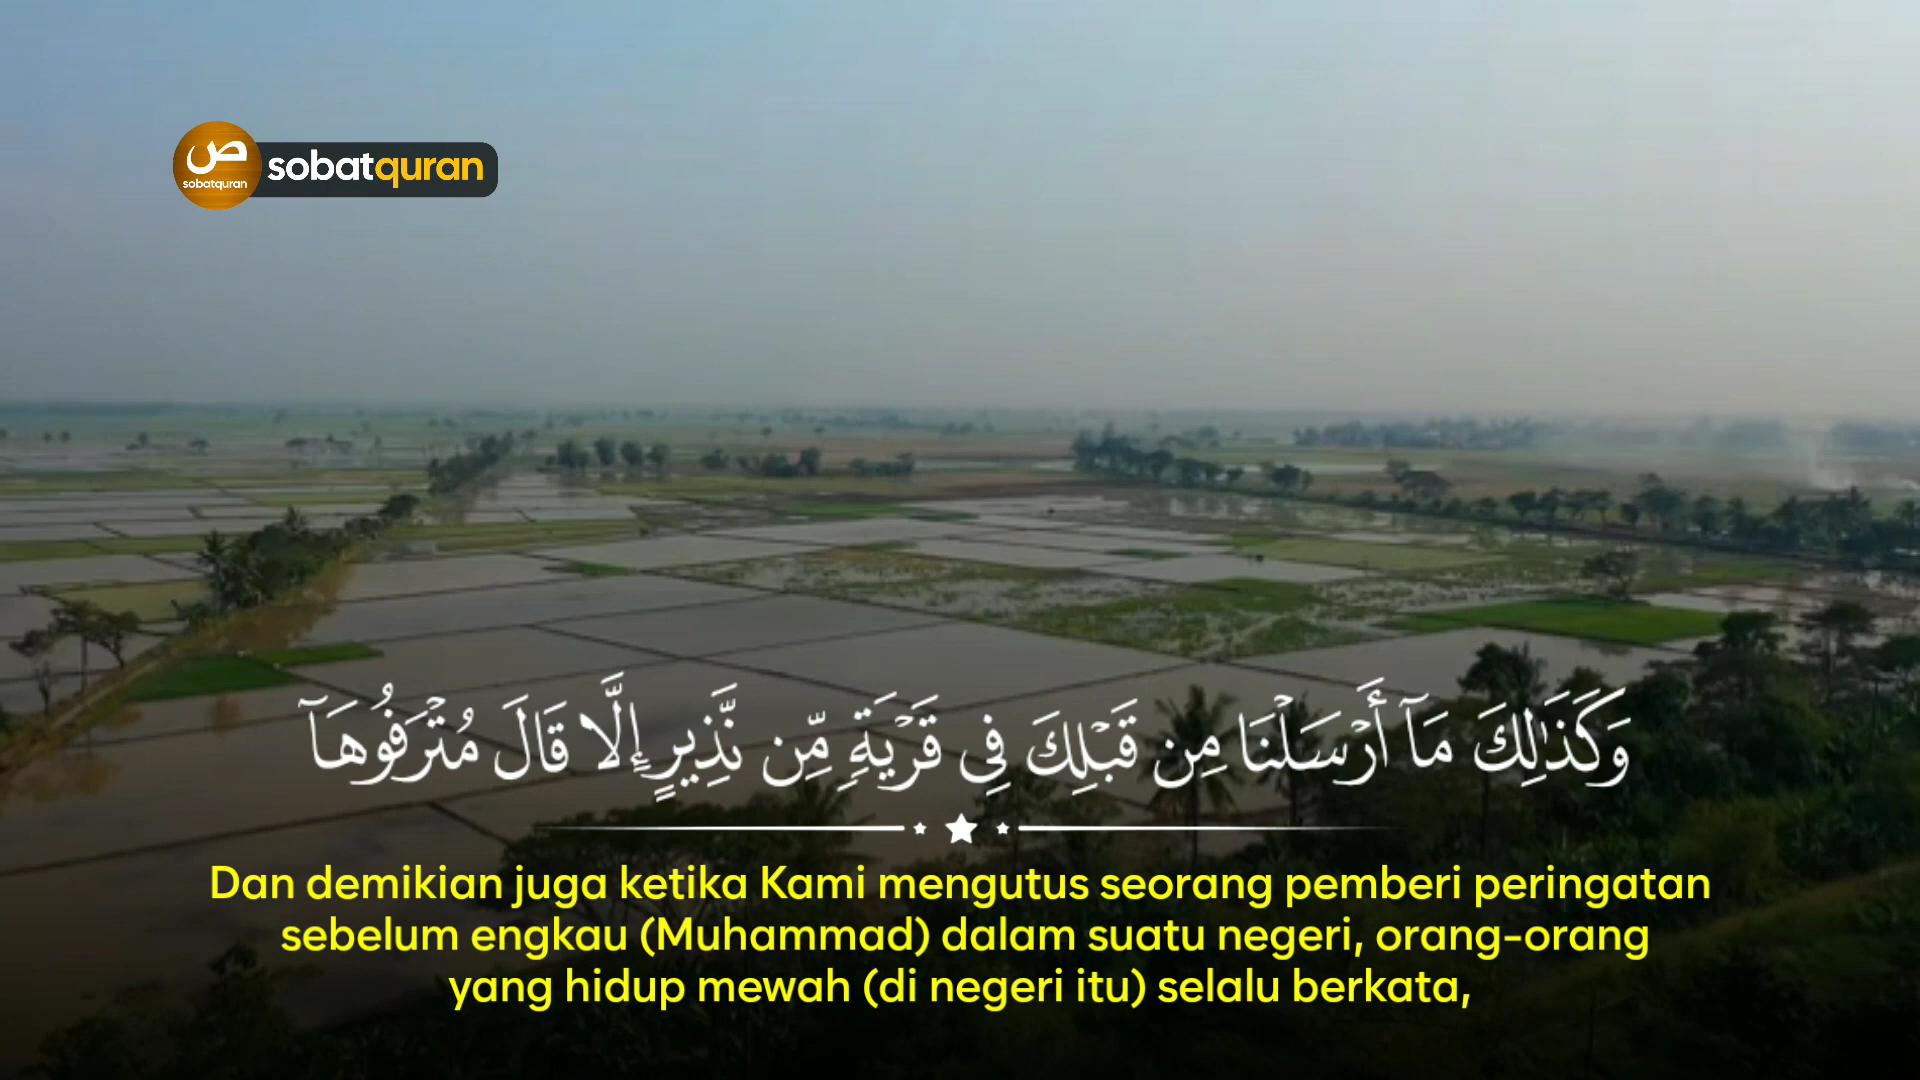 ص
sobatquran
sobatquran
وَكَذَٰلِكَ مَآ أَرْسَلْنَا مِن قَبْلِكَ فِى قَرْيَةٍ مِّن نَّذِيرٍ إِلَّا قَالَ مُتْرَفُوهَآ
Dan demikian juga ketika Kami mengutus seorang pemberi peringatan
sebelum engkau (Muhammad) dalam suatu negeri, orang-orang
yang hidup mewah (di negeri itu) selalu berkata,